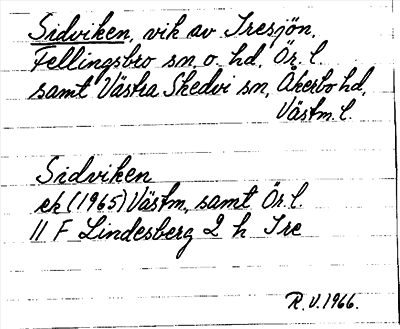 Sidviken, vik av Tresjön,
Fellingsbro sn, o. hd, Ör. l.
samt Västra Skedvi sn, Åkerbo hd,
Västm. l.
Sidviken
ek (1965) Västm, samt Ör. l.
11 F Lindesberg 2 h Tre
R.V. 1966.